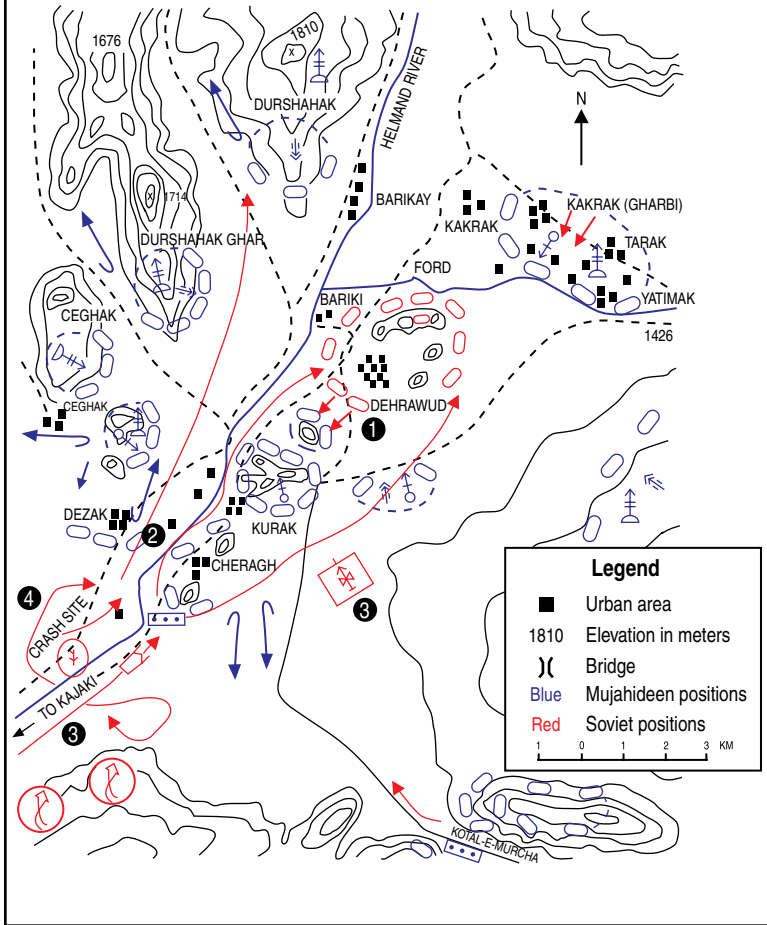 1676
1810
x
DURSHAHAK
HELMAND RIVER
N
x 1714
BARIKAY
KAKRAK
KAKRAK (GHARBI)
DURSHAHAK GHAR
TARAK
FORD
BARIKI
YATIMAK
CEGHAK
1426
CEGHAK
DEHRAWUD
1
DEZAK
2
KURAK
CHERAGH
3
4
CRASH SITE
TO KAJAKI
3
KOTAL-E-MURCHA
Legend
Urban area
1810 Elevation in meters
Bridge
Blue Mujahideen positions
Red Soviet positions
1 0 1 2 3 KM